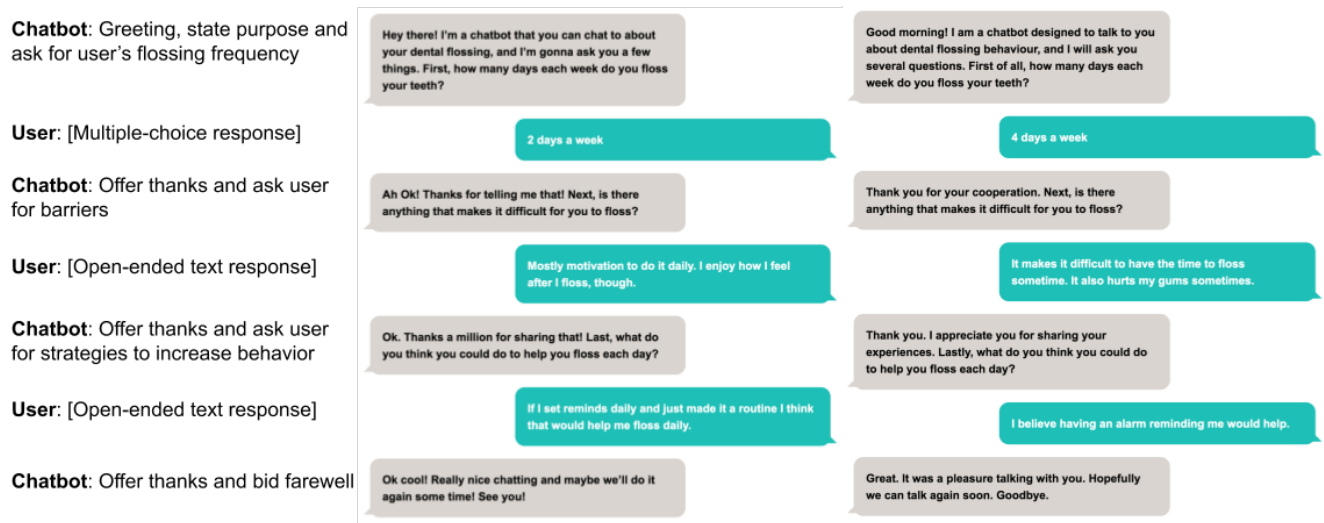 Chatbot: Greeting, state purpose and
ask for user's flossing frequency
Hey there! I'm a chatbot that you can chat to about
your dental flossing, and I'm gonna ask you a few
things. First, how many days each week do you floss
your teeth?
Good morning! I am a chatbot designed to talk to you
about dental flossing behaviour, and I will ask you
several questions. First of all, how many days each
week do you floss your teeth?
User: [Multiple-choice response]
2 days a week
4 days a week
Chatbot: Offer thanks and ask user
for barriers
Ah Ok! Thanks for telling me that! Next, is there
anything that makes it difficult for you to floss?
Thank you for your cooperation. Next, is there
anything that makes it difficult for you to floss?
User: [Open-ended text response]
Mostly motivation to do it daily. I enjoy how I feel
after I floss, though.
It makes it difficult to have the time to floss
sometime. It also hurts my gums sometimes.
Chatbot: Offer thanks and ask user
for strategies to increase behavior
Ok. Thanks a million for sharing that! Last, what do
you think you could do to help you floss each day?
Thank you. I appreciate you for sharing your
experiences. Lastly, what do you think you could do
to help you floss each day?
User: [Open-ended text response]
If I set reminds daily and just made it a routine I think
that would help me floss daily.
I believe having an alarm reminding me would help.
Chatbot: Offer thanks and bid farewell
Ok cool! Really nice chatting and maybe we'll do it
again some time! See you!
Great. It was a pleasure talking with you. Hopefully
we can talk again soon. Goodbye.